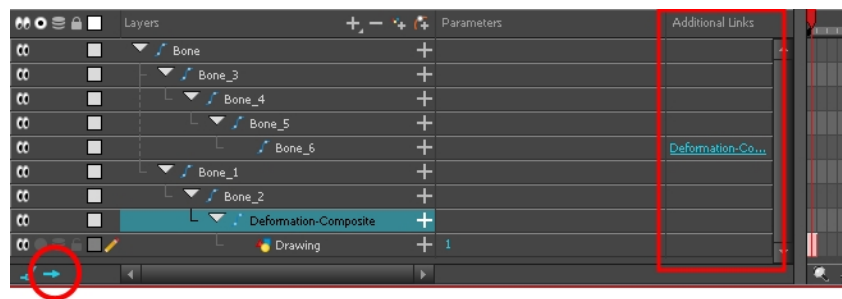 Layers Parameters Additional Links
Bone
Bone_3
Bone_4
Bone_5
Bone_6 Deformation-Co...
Bone_1
Bone_2
Deformation-Composite
Drawing 1